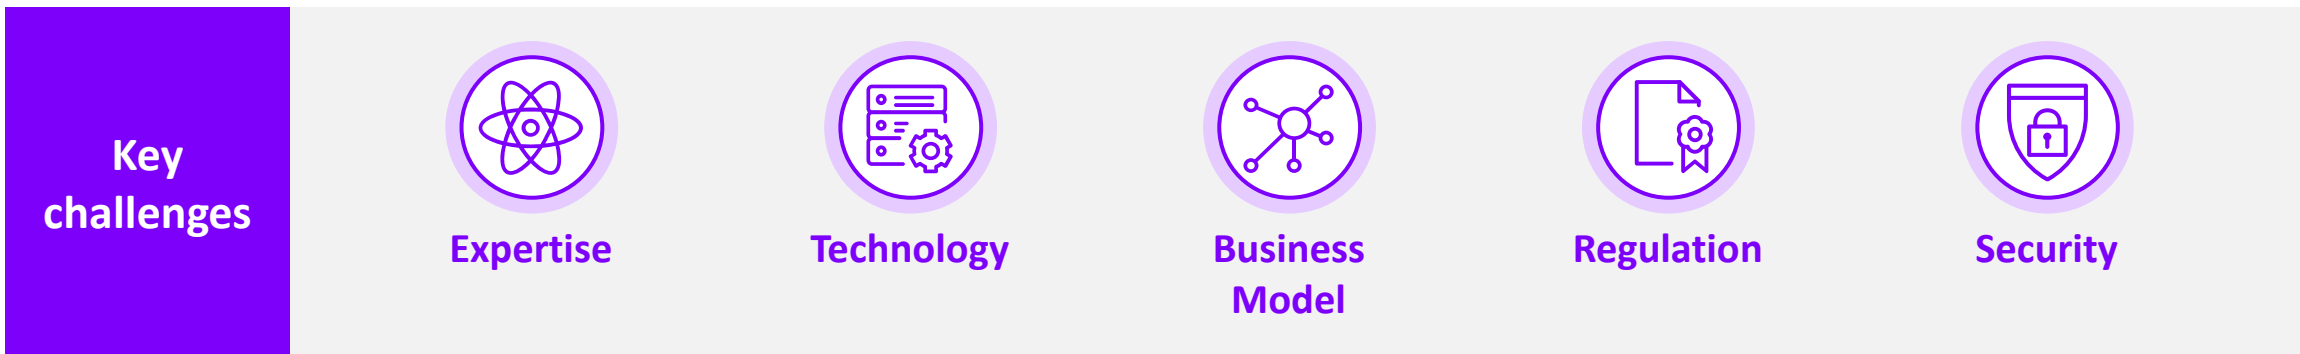 Key
challenges
Expertise
Technology
Business
Model
Regulation
Security